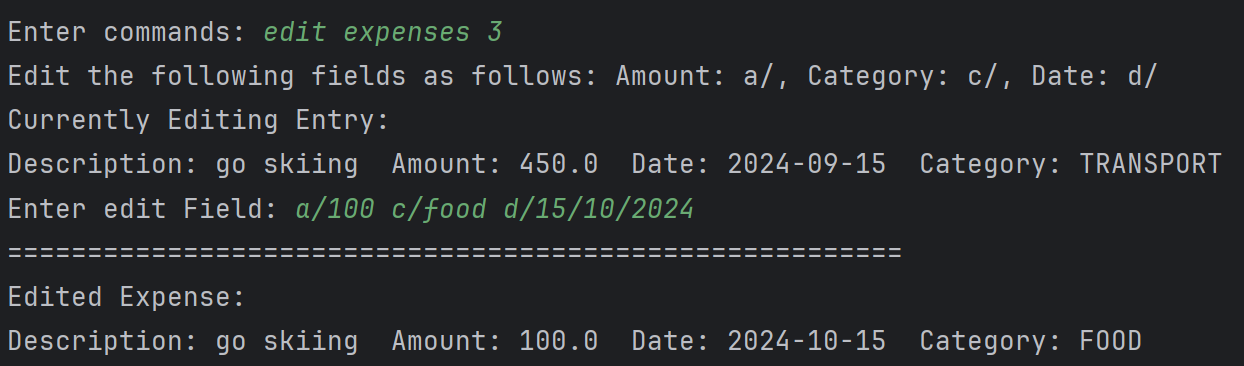 Enter commands: edit expenses 3
Edit the following fields as follows: Amount: a/, Category: c/, Date: d/
Currently Editing Entry:
Description: go skiing  Amount: 450.0  Date: 2024-09-15  Category: TRANSPORT
Enter edit Field: a/100 c/food d/15/10/2024
========================================================
Edited Expense:
Description: go skiing  Amount: 100.0  Date: 2024-10-15  Category: FOOD